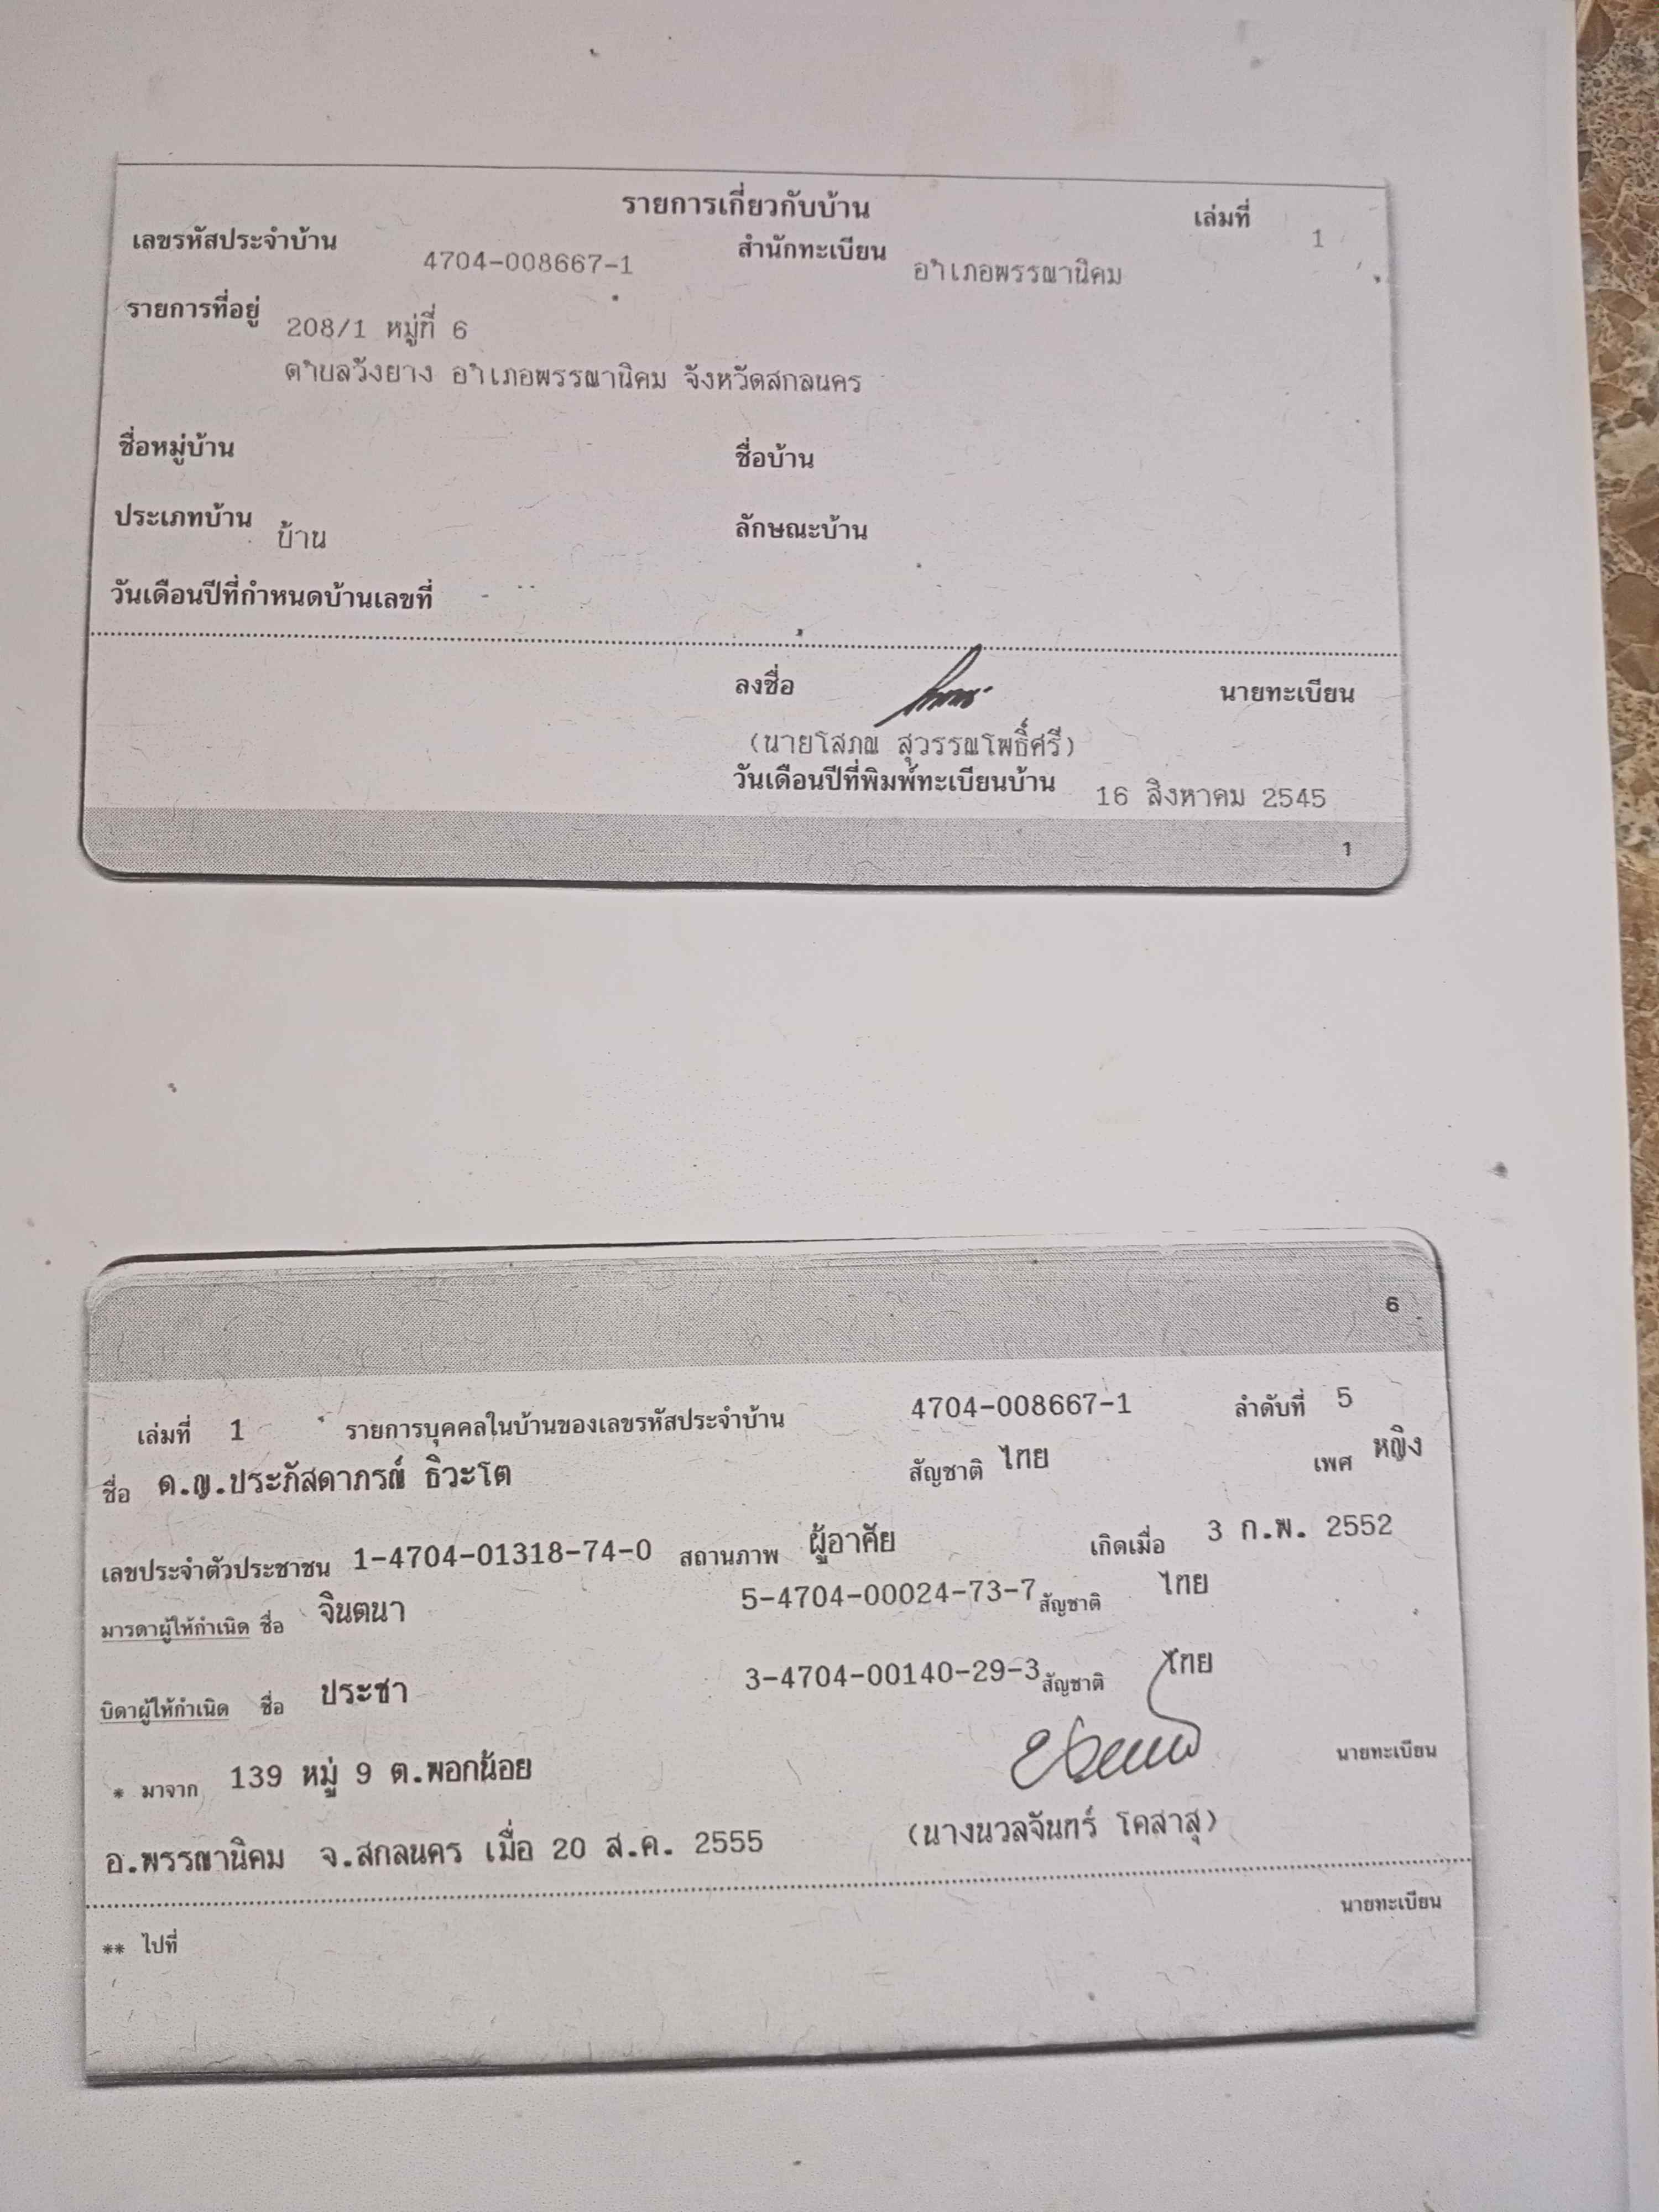 รายการเกี่ยวกับบ้าน
เล่มที่ 1
เลขรหัสประจำบ้าน 4704-008667-1 สำนักทะเบียน อำเภอพรรณานิคม
รายการที่อยู่ 208/1 หมู่ที่ 6
ตำบลวังยาง อำเภอพรรณานิคม จังหวัดสกลนคร
ชื่อหมู่บ้าน ชื่อบ้าน
ประเภทบ้าน บ้าน ลักษณะบ้าน
วันเดือนปีที่กำหนดบ้านเลขที่
ลงชื่อ นายทะเบียน
(นายโสภณ สุวรรณโพธิ์ศรี)
วันเดือนปีที่พิมพ์ทะเบียนบ้าน 16 สิงหาคม 2545
1
6
เล่มที่ 1 รายการบุคคลในบ้านของเลขรหัสประจำบ้าน 4704-008667-1 ลำดับที่ 5
ชื่อ ด.ญ.ประภัสดาภรณ์ ธิวะโต สัญชาติ ไทย เพศ หญิง
เลขประจำตัวประชาชน 1-4704-01318-74-0 สถานภาพ ผู้อาศัย เกิดเมื่อ 3 ก.พ. 2552
มารดาผู้ให้กำเนิด ชื่อ จินตนา 5-4704-00024-73-7 สัญชาติ ไทย
บิดาผู้ให้กำเนิด ชื่อ ประชา 3-4704-00140-29-3 สัญชาติ ไทย
* มาจาก 139 หมู่ 9 ต.พอกน้อย นายทะเบียน
อ.พรรณานิคม จ.สกลนคร เมื่อ 20 ส.ค. 2555 (นางนวลจันทร์ โคสาสุ)
นายทะเบียน
** ไปที่